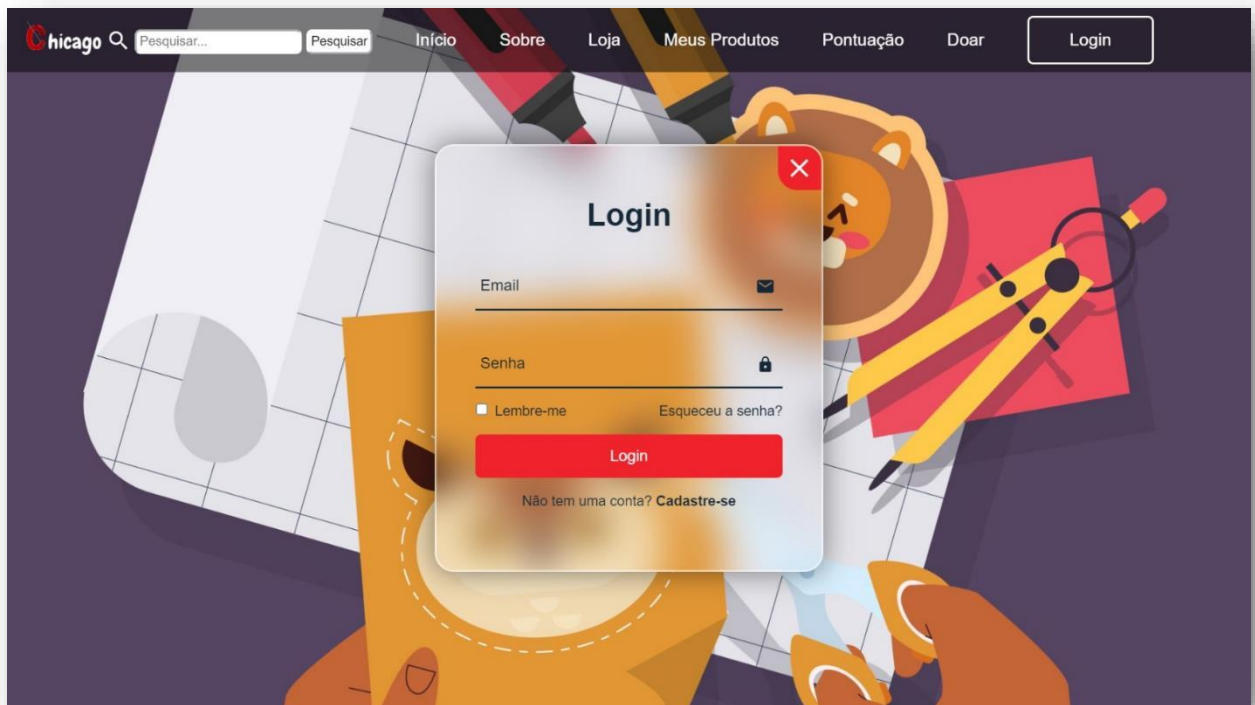 Chicago Pesquisar... Pesquisar Início Sobre Loja Meus Produtos Pontuação Doar Login
Login
Email
Senha
Lembre-me Esqueceu a senha?
Login
Não tem uma conta? Cadastre-se